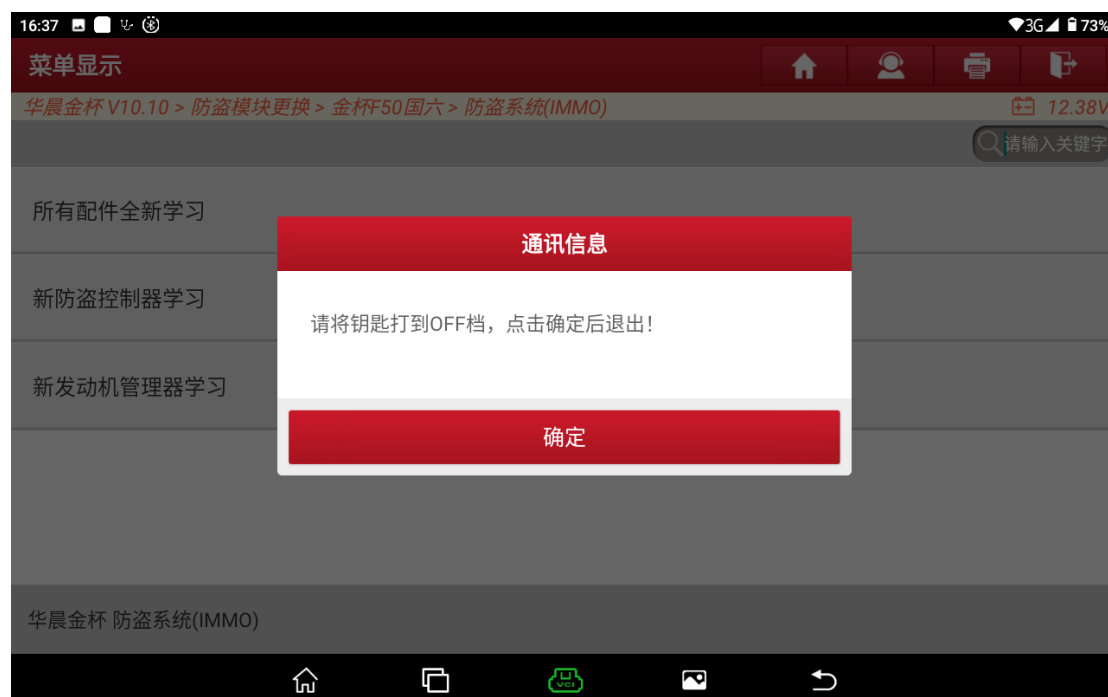 16:37 3G 73%
菜单显示
华晨金杯 V10.10 > 防盗模块更换 > 金杯F50国六 > 防盗系统(IMMO) 12.38V
请输入关键字
所有配件全新学习
通讯信息
新防盗控制器学习
请将钥匙打到OFF档，点击确定后退出！
新发动机管理器学习
确定
华晨金杯 防盗系统(IMMO)
VCI